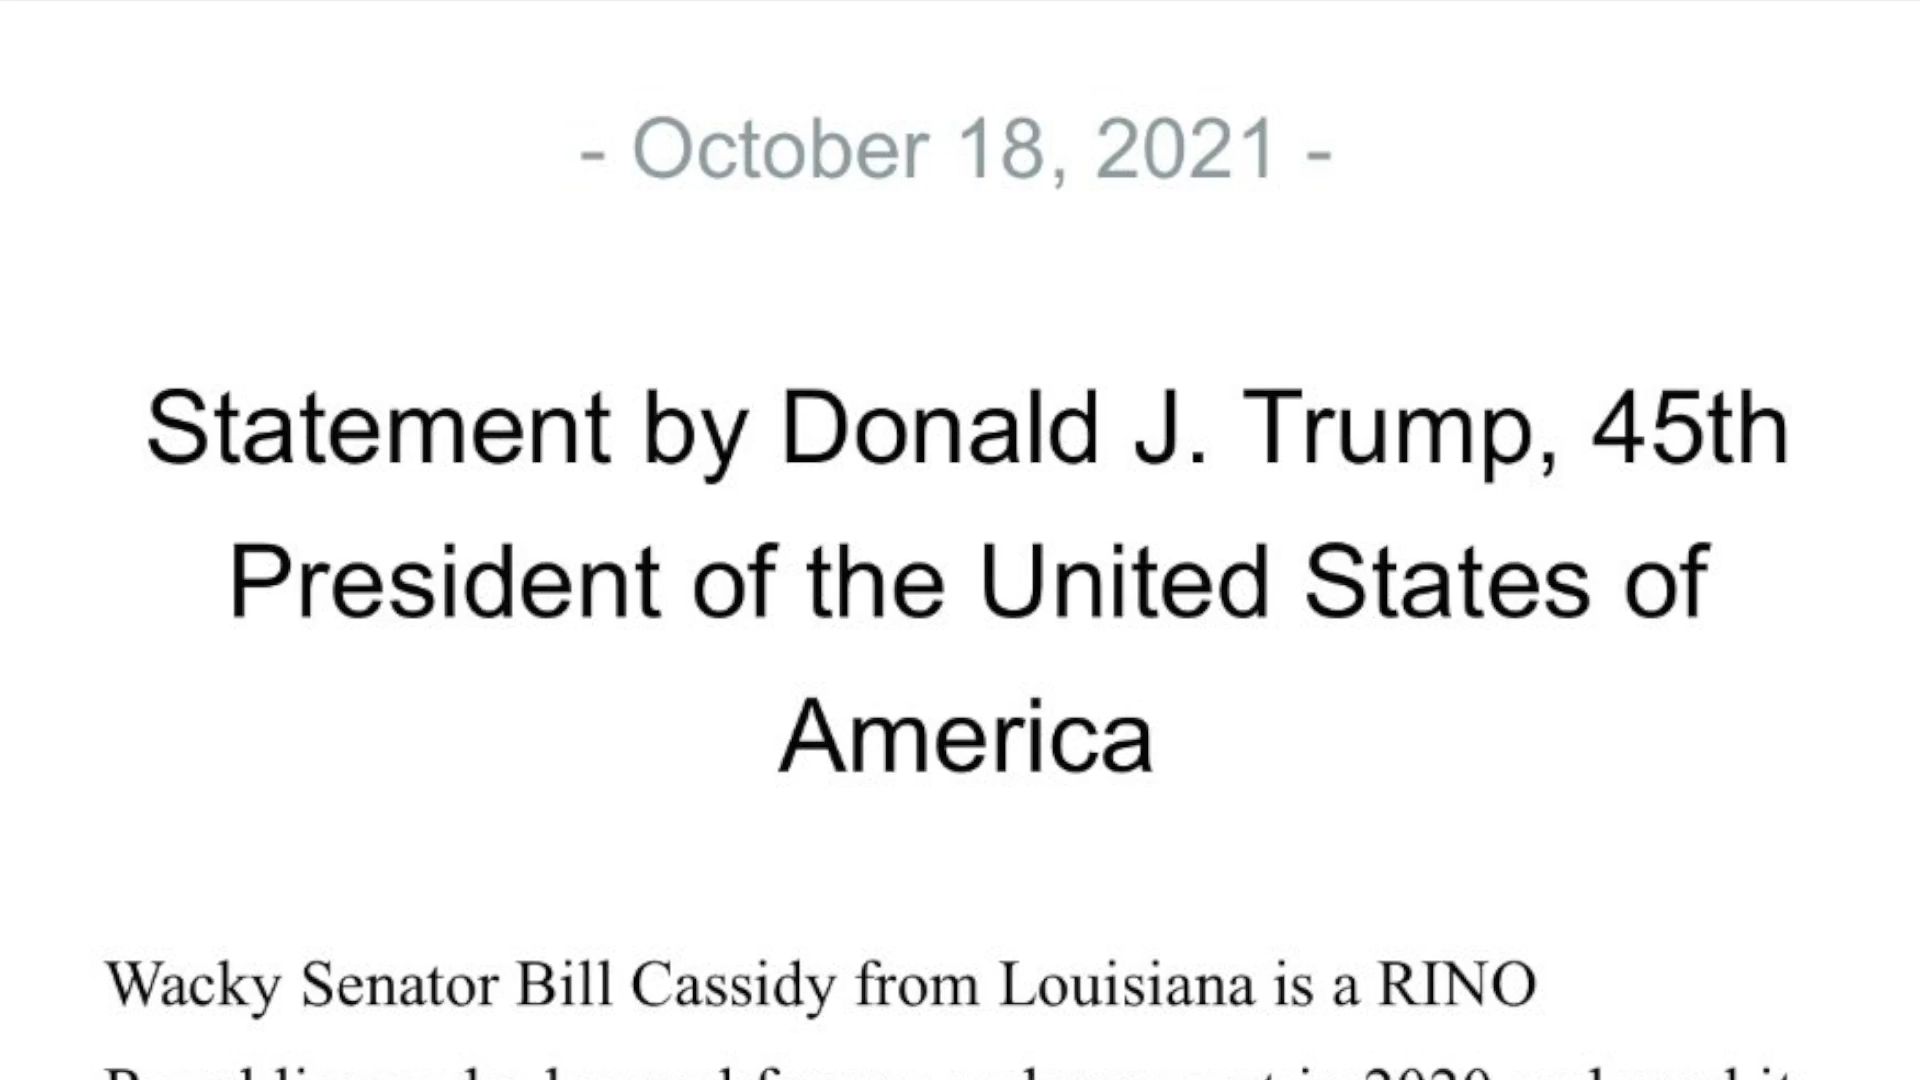 - October 18, 2021 -
Statement by Donald J. Trump, 45th
President of the United States of
America
Wacky Senator Bill Cassidy from Louisiana is a RINO